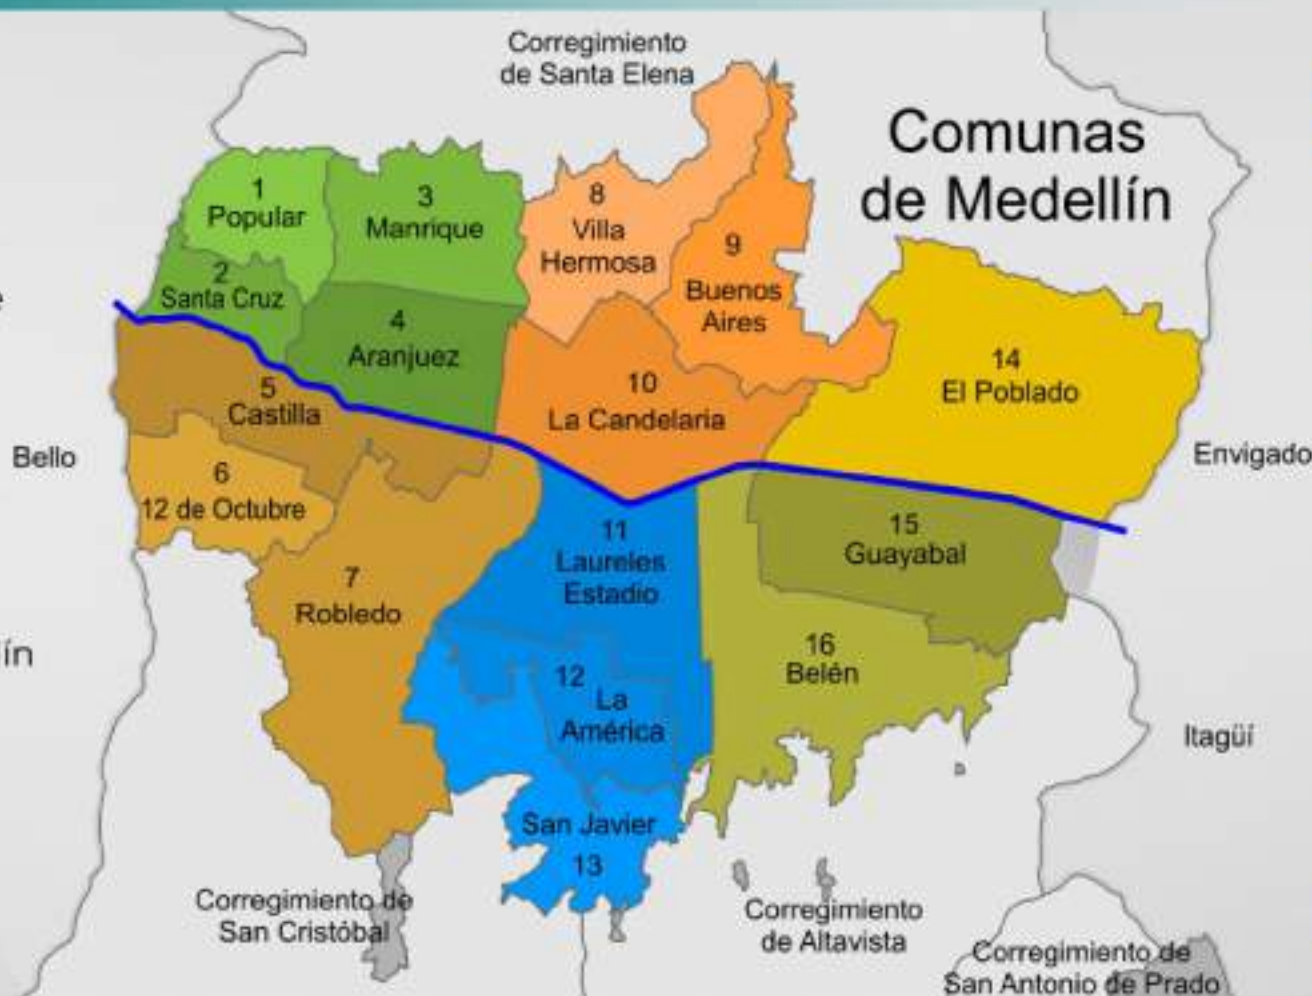 Corregimiento
de Santa Elena
Comunas
de Medellín
1
Popular
3
Manrique
8
Villa
Hermosa
9
Buenos
Aires
2
Santa Cruz
4
Aranjuez
14
El Poblado
5
Castilla
10
La Candelaria
Bello
Envigado
6
12 de Octubre
11
Laureles
Estadio
15
Guayabal
7
Robledo
16
Belén
ín
12
La
América
Itagüí
San Javier
13
Corregimiento de
San Cristóbal
Corregimiento
de Altavista
Corregimiento de
San Antonio de Prado